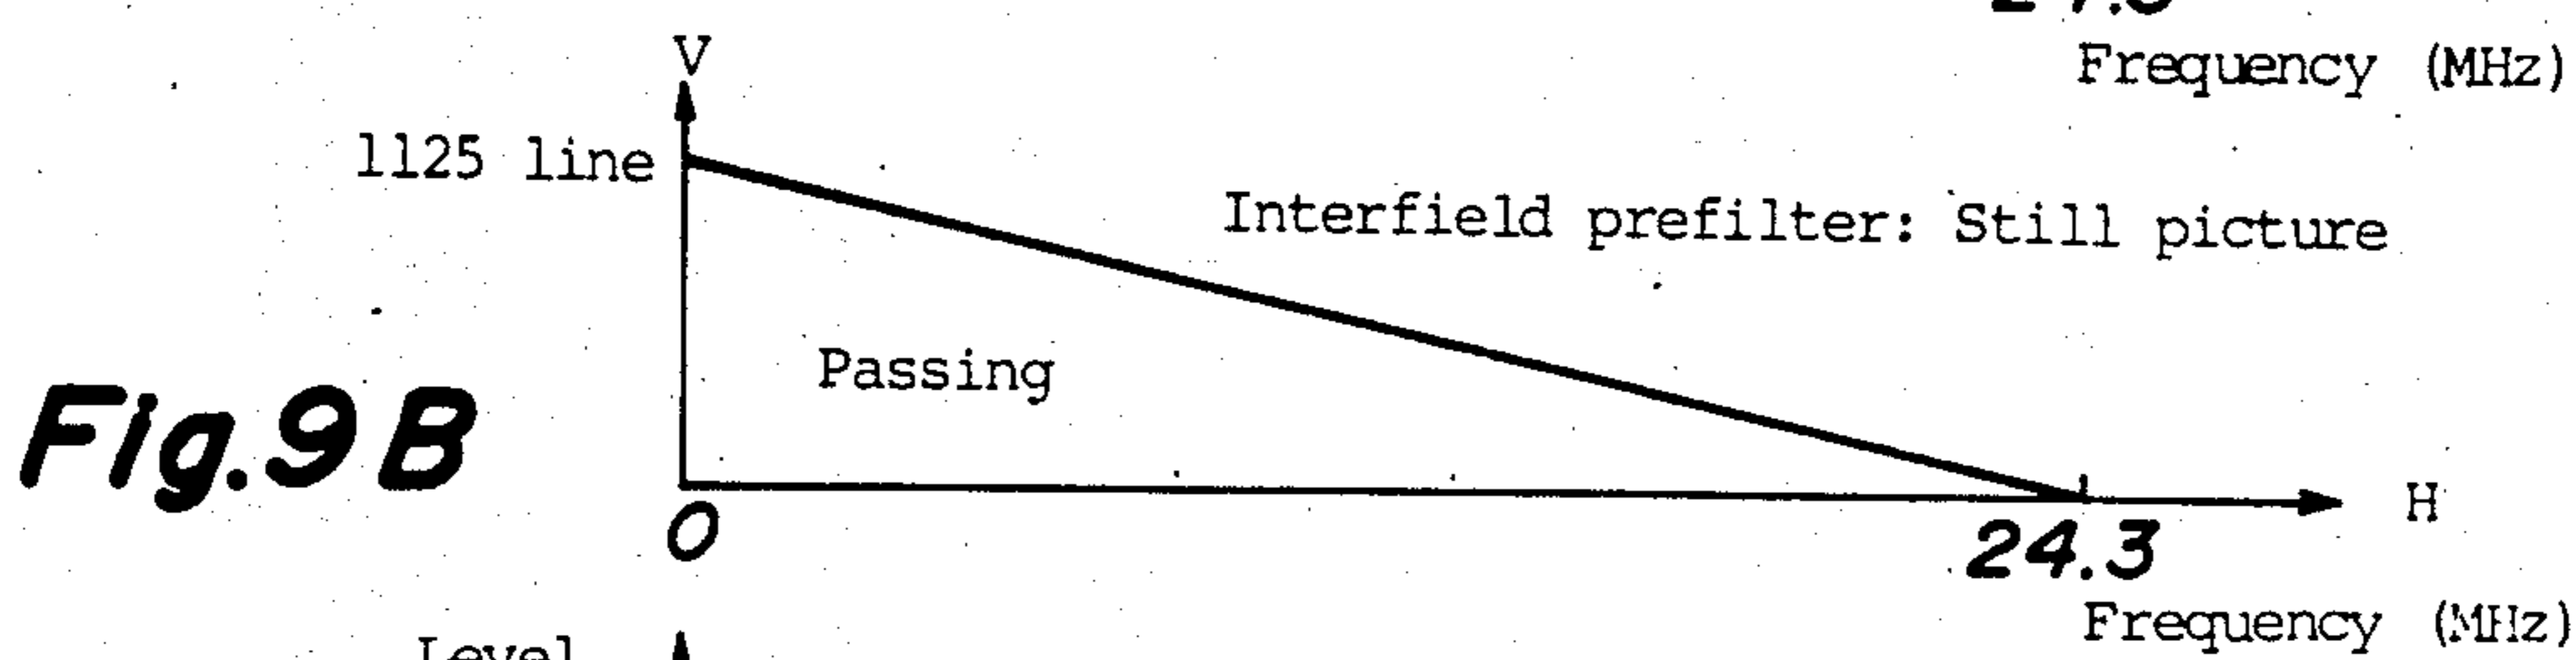 Frequency (MHz)
V
1125 line
Interfield prefilter: Still picture
Passing
Fig.9B
H
0
24.3
Frequency (MHz)
Level